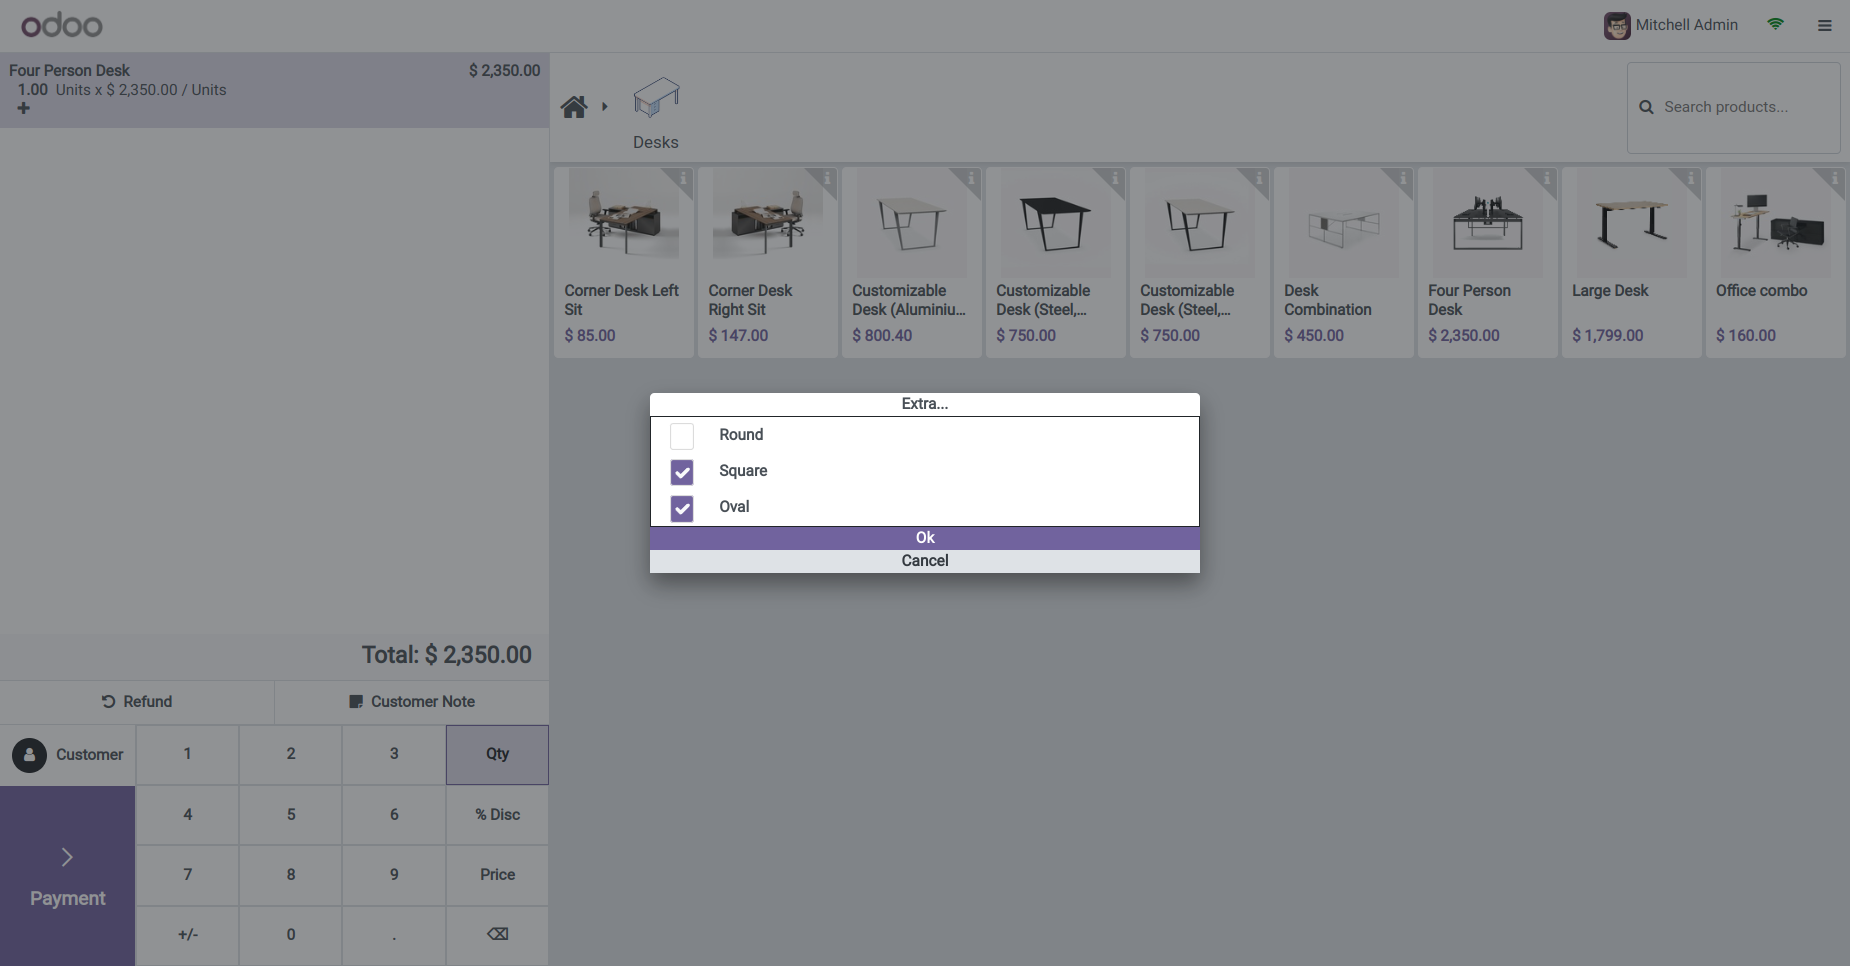 odoo
Mitchell Admin
Four Person Desk $ 2,350.00
1.00 Units x $ 2,350.00 / Units
Desks
Search products...
Corner Desk Left
Sit
$ 85.00
Corner Desk
Right Sit
$ 147.00
Customizable
Desk (Aluminiu...
$ 800.40
Customizable
Desk (Steel,...
$ 750.00
Customizable
Desk (Steel,...
$ 750.00
Desk
Combination
$ 450.00
Four Person
Desk
$ 2,350.00
Large Desk
$ 1,799.00
Office combo
$ 160.00
Extra...
Round
Square
Oval
Ok
Cancel
Total: $ 2,350.00
Refund
Customer Note
Customer
1 2 3 Qty
4 5 6 % Disc
7 8 9 Price
+/- 0 .
Payment